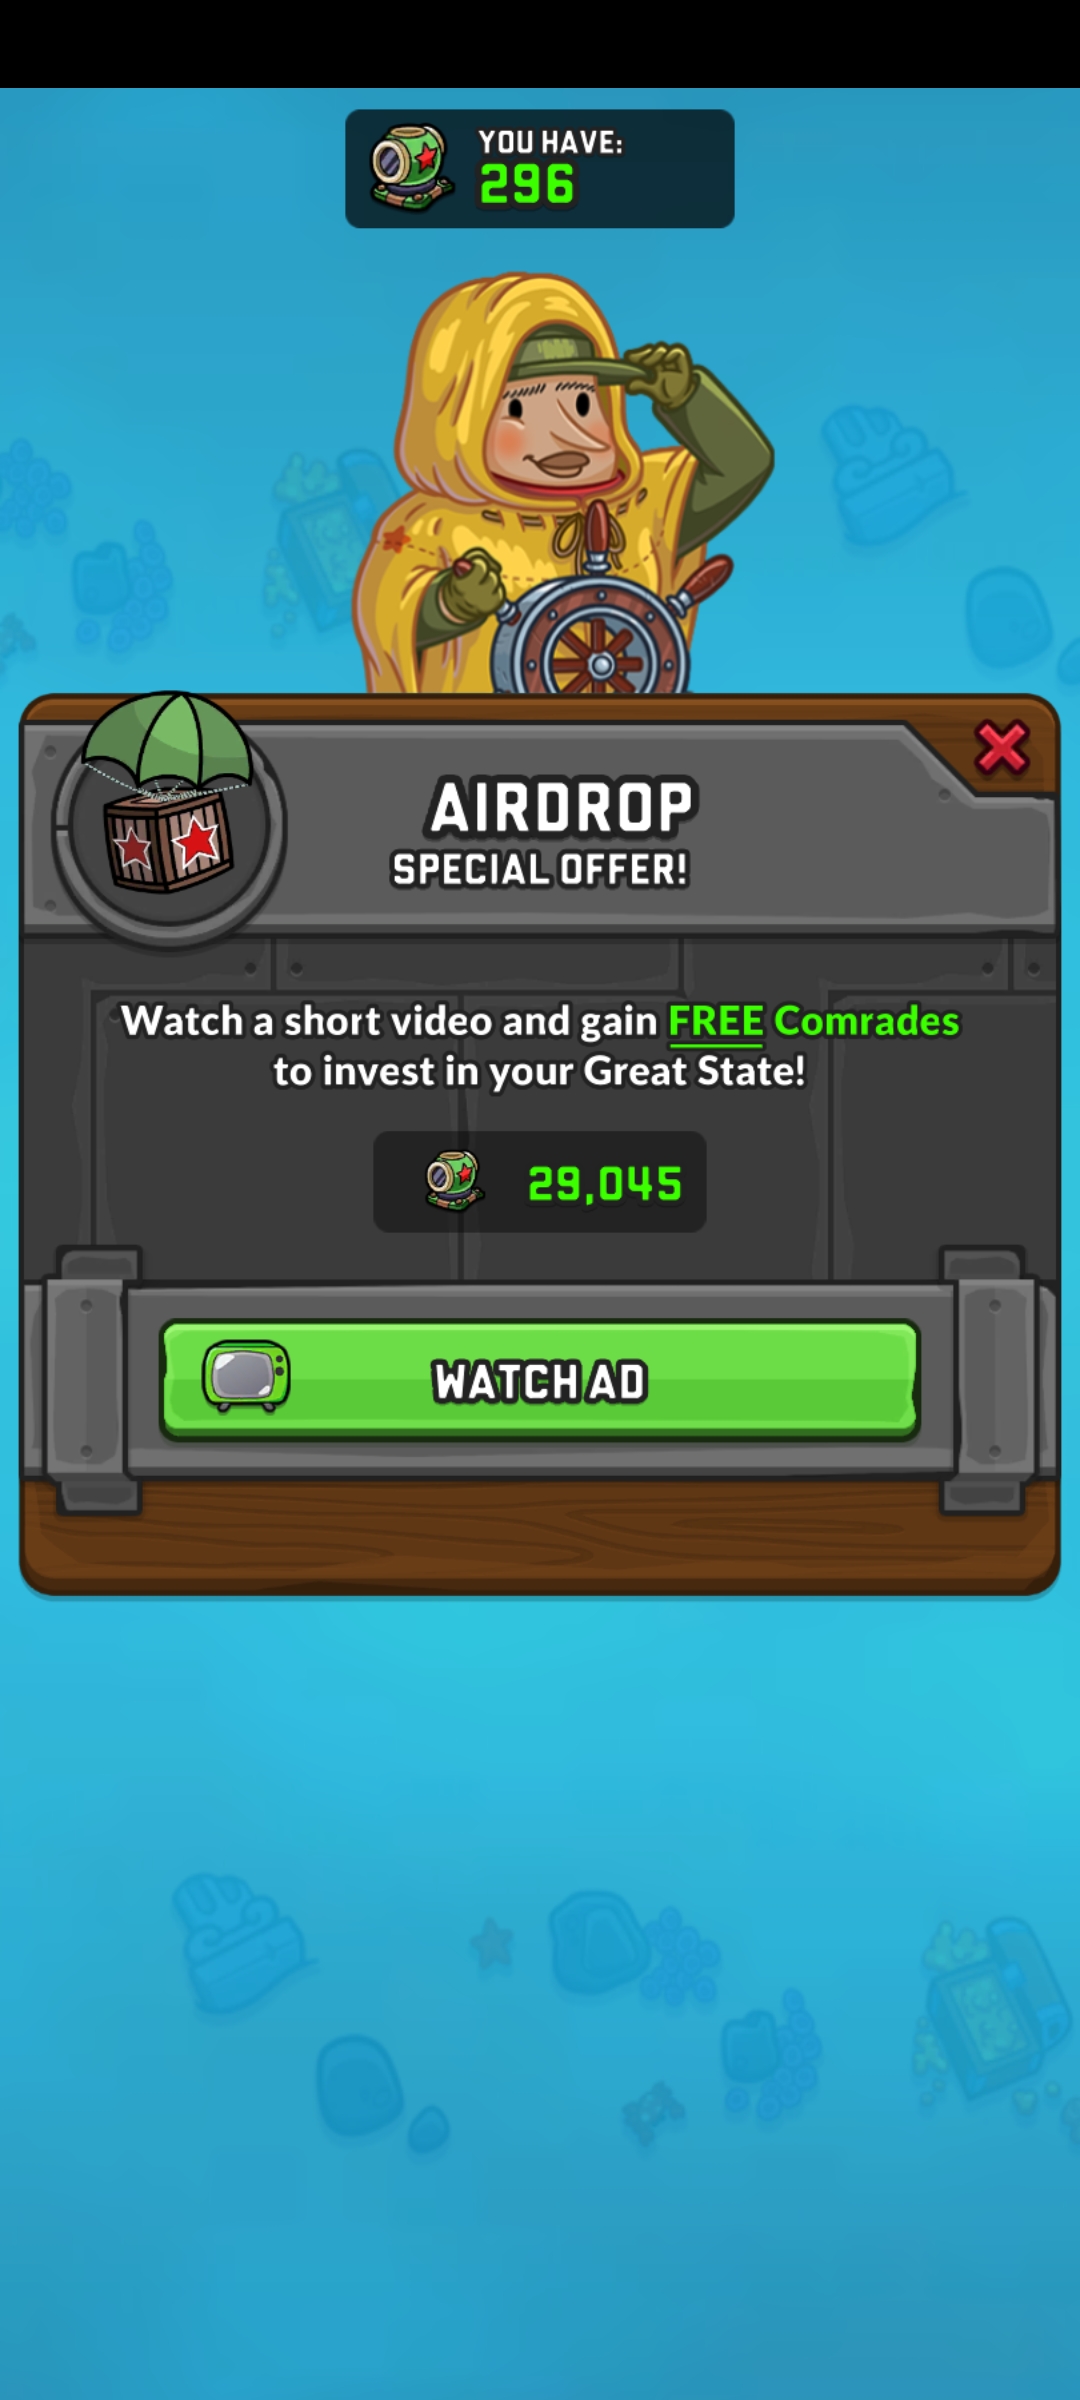 YOU HAVE:
296
AIRDROP
SPECIAL OFFER!
Watch a short video and gain FREE Comrades
to invest in your Great State!
29,045
WATCH AD